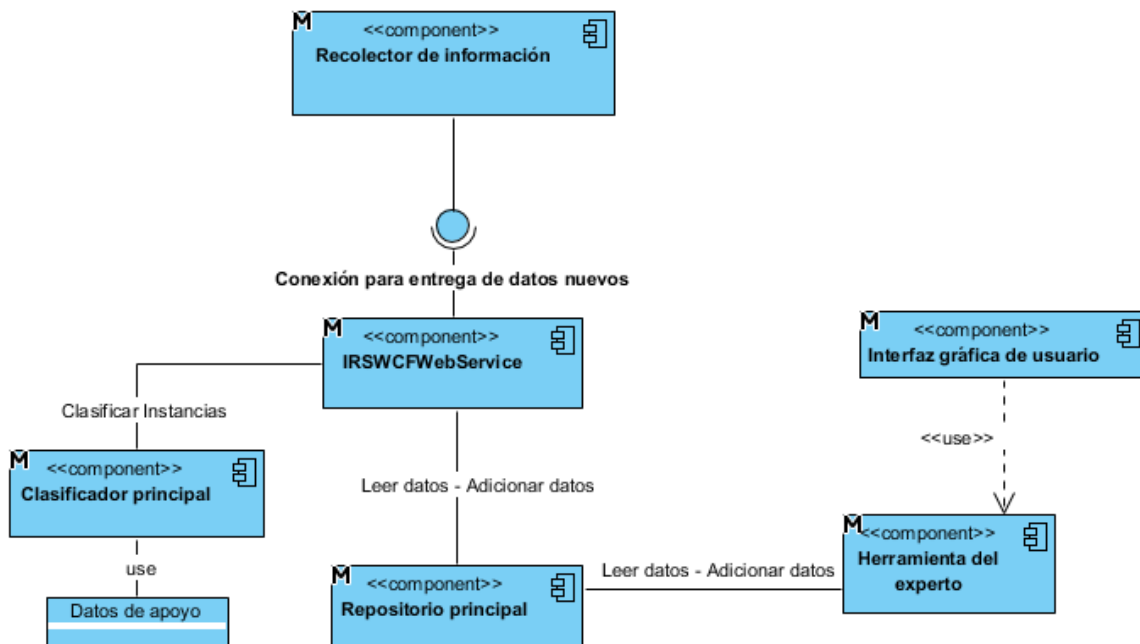 M
<<component>>
Recolector de información
Conexión para entrega de datos nuevos
M
<<component>>
IRSWCFWebService
M
<<component>>
Interfaz gráfica de usuario
Clasificar Instancias
<<use>>
M
<<component>>
Clasificador principal
Leer datos - Adicionar datos
M
<<component>>
Herramienta del
experto
use
Leer datos - Adicionar datos
M
<<component>>
Repositorio principal
Datos de apoyo